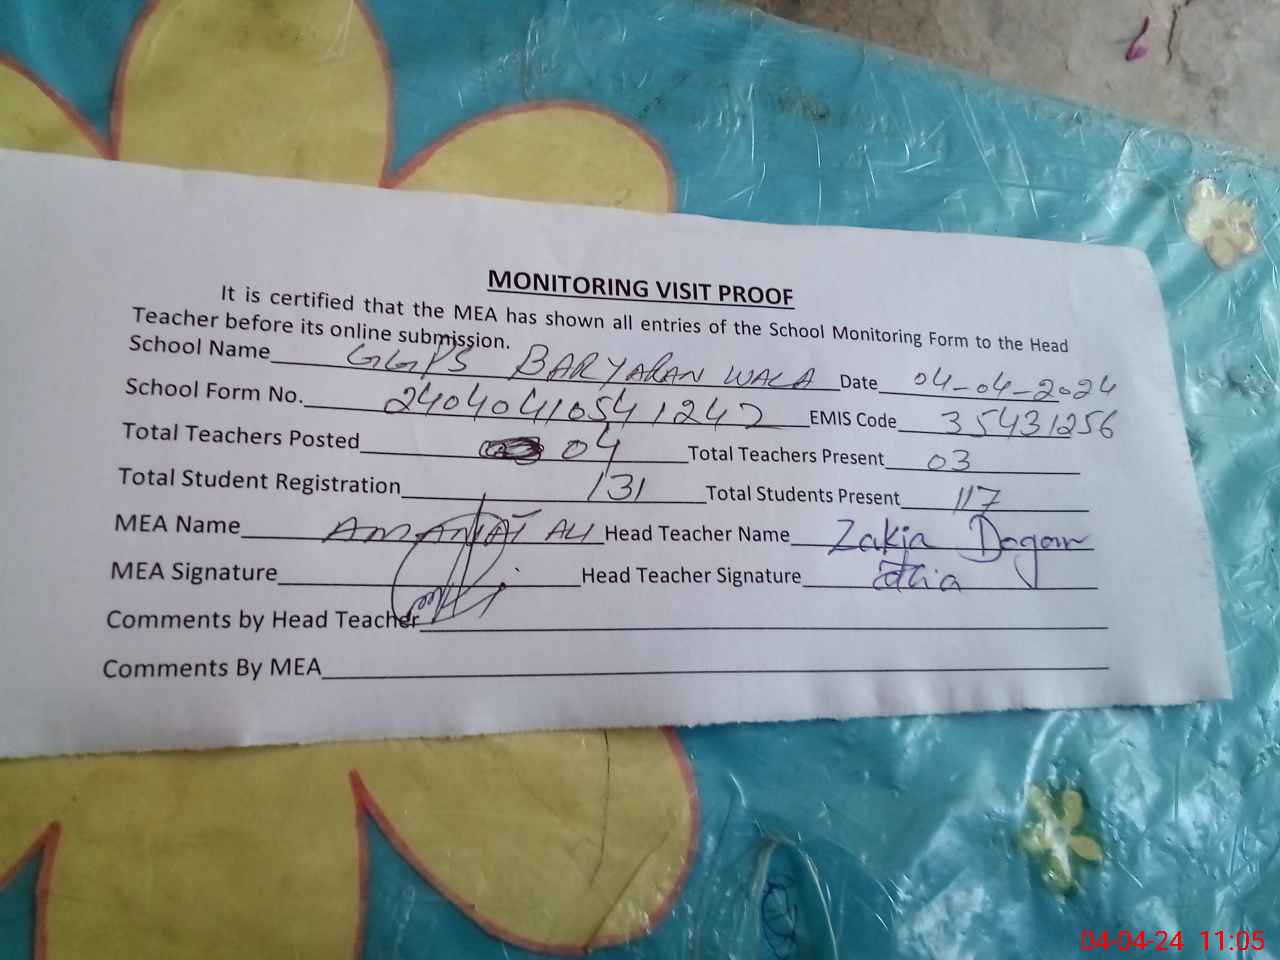 MONITORING VISIT PROOF
It is certified that the MEA has shown all entries of the School Monitoring Form to the Head
Teacher before its online submission.
School Name GGPS BARYARAN WALA Date 04-04-2024
School Form No. 24040410541247 EMIS Code 35431256
Total Teachers Posted 04 Total Teachers Present 03
Total Student Registration 131 Total Students Present 117
MEA Name AMANAT ALI Head Teacher Name Zakia
MEA Signature Head Teacher Signature
Comments by Head Teacher
Comments By MEA
04-04-24 11:05